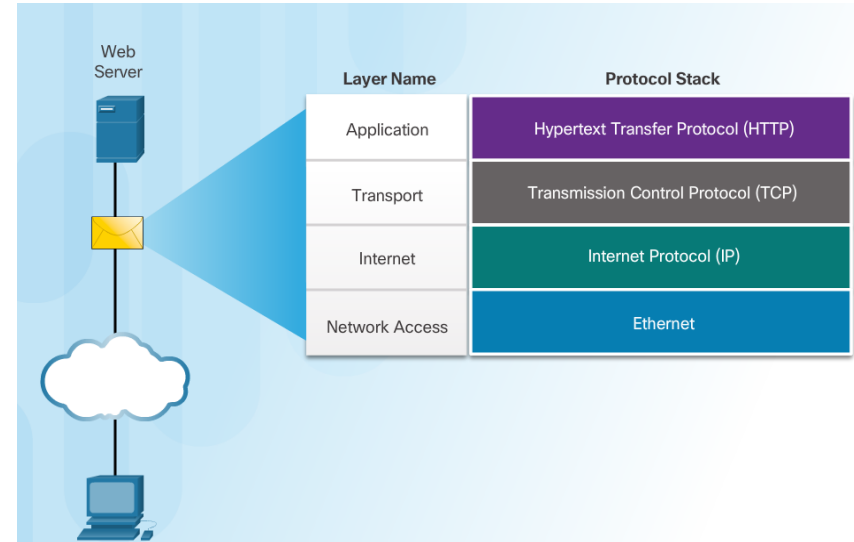 Web
Server
Layer Name
Protocol Stack
Application
Hypertext Transfer Protocol (HTTP)
Transport
Transmission Control Protocol (TCP)
Internet
Internet Protocol (IP)
Network Access
Ethernet